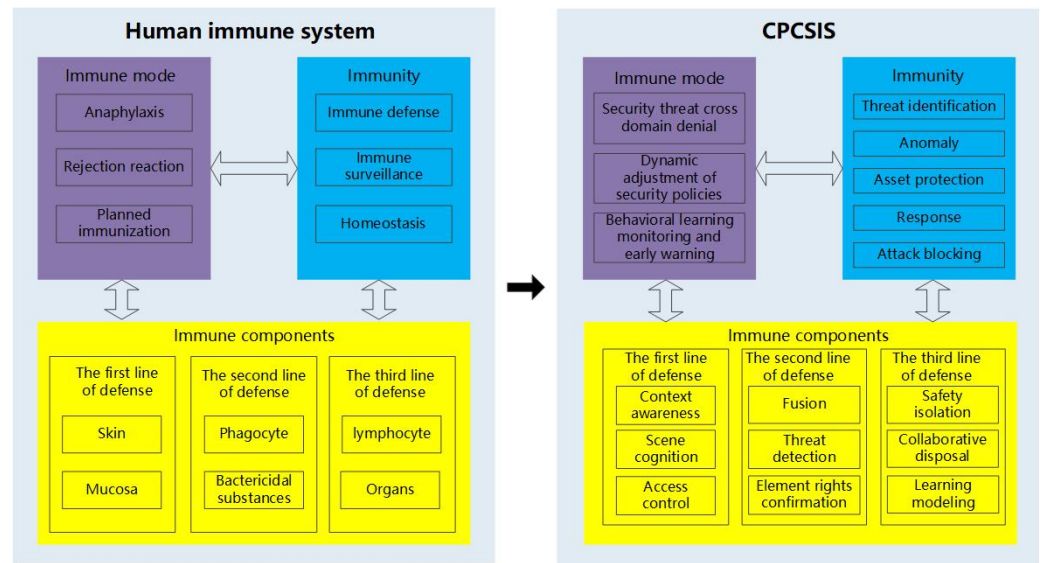 Human immune system
Immune mode
Anaphylaxis
Rejection reaction
Planned
immunization
Immunity
Immune defense
Immune
surveillance
Homeostasis
Immune components
The first line
of defense
Skin
Mucosa
The second line
of defense
Phagocyte
Bactericidal
substances
The third line
of defense
lymphocyte
Organs
CPCSIS
Immune mode
Security threat cross
domain denial
Dynamic
adjustment of
security policies
Behavioral learning
monitoring and
early warning
Immunity
Threat identification
Anomaly
Asset protection
Response
Attack blocking
Immune components
The first line
of defense
Context
awareness
Scene
cognition
Access
control
The second line
of defense
Fusion
Threat
detection
Element rights
confirmation
The third line
of defense
Safety
isolation
Collaborative
disposal
Learning
modeling